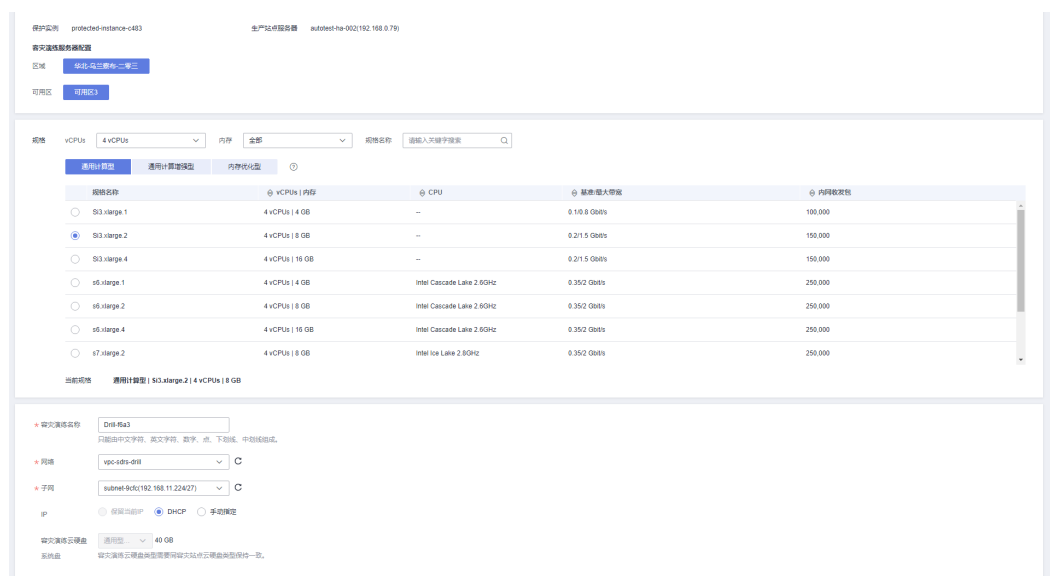 保护实例 protected-instance-c483 生产站点服务器 autotest-ha-002(192.168.0.79)
容灾演练服务器配置
区域 华北-乌兰察布-二零三
可用区 可用区3
规格 vCPUs 4 vCPUs 内存 全部 规格名称 请输入关键字搜索
通用计算型 通用计算增强型 内存优化型
规格名称 vCPUs | 内存 CPU 基准/最大带宽 内网收发包
Si3.xlarge.1 4 vCPUs | 4 GB -- 0.1/0.8 Gbit/s 100,000
Si3.xlarge.2 4 vCPUs | 8 GB -- 0.2/1.5 Gbit/s 150,000
Si3.xlarge.4 4 vCPUs | 16 GB -- 0.2/1.5 Gbit/s 150,000
s6.xlarge.1 4 vCPUs | 4 GB Intel Cascade Lake 2.6GHz 0.35/2 Gbit/s 250,000
s6.xlarge.2 4 vCPUs | 8 GB Intel Cascade Lake 2.6GHz 0.35/2 Gbit/s 250,000
s6.xlarge.4 4 vCPUs | 16 GB Intel Cascade Lake 2.6GHz 0.35/2 Gbit/s 250,000
s7.xlarge.2 4 vCPUs | 8 GB Intel Ice Lake 2.8GHz 0.35/2 Gbit/s 250,000
当前规格 通用计算型 | Si3.xlarge.2 | 4 vCPUs | 8 GB
* 容灾演练名称 Drill-f6a3
只能由中文字符、英文字符、数字、点、下划线、中划线组成。
* 网络 vpc-sdrs-drill
* 子网 subnet-9cfc(192.168.11.224/27)
IP 保留当前IP DHCP 手动指定
容灾演练云硬盘 通用型... 40 GB
系统盘 容灾演练云硬盘类型需要同容灾站点云硬盘类型保持一致。